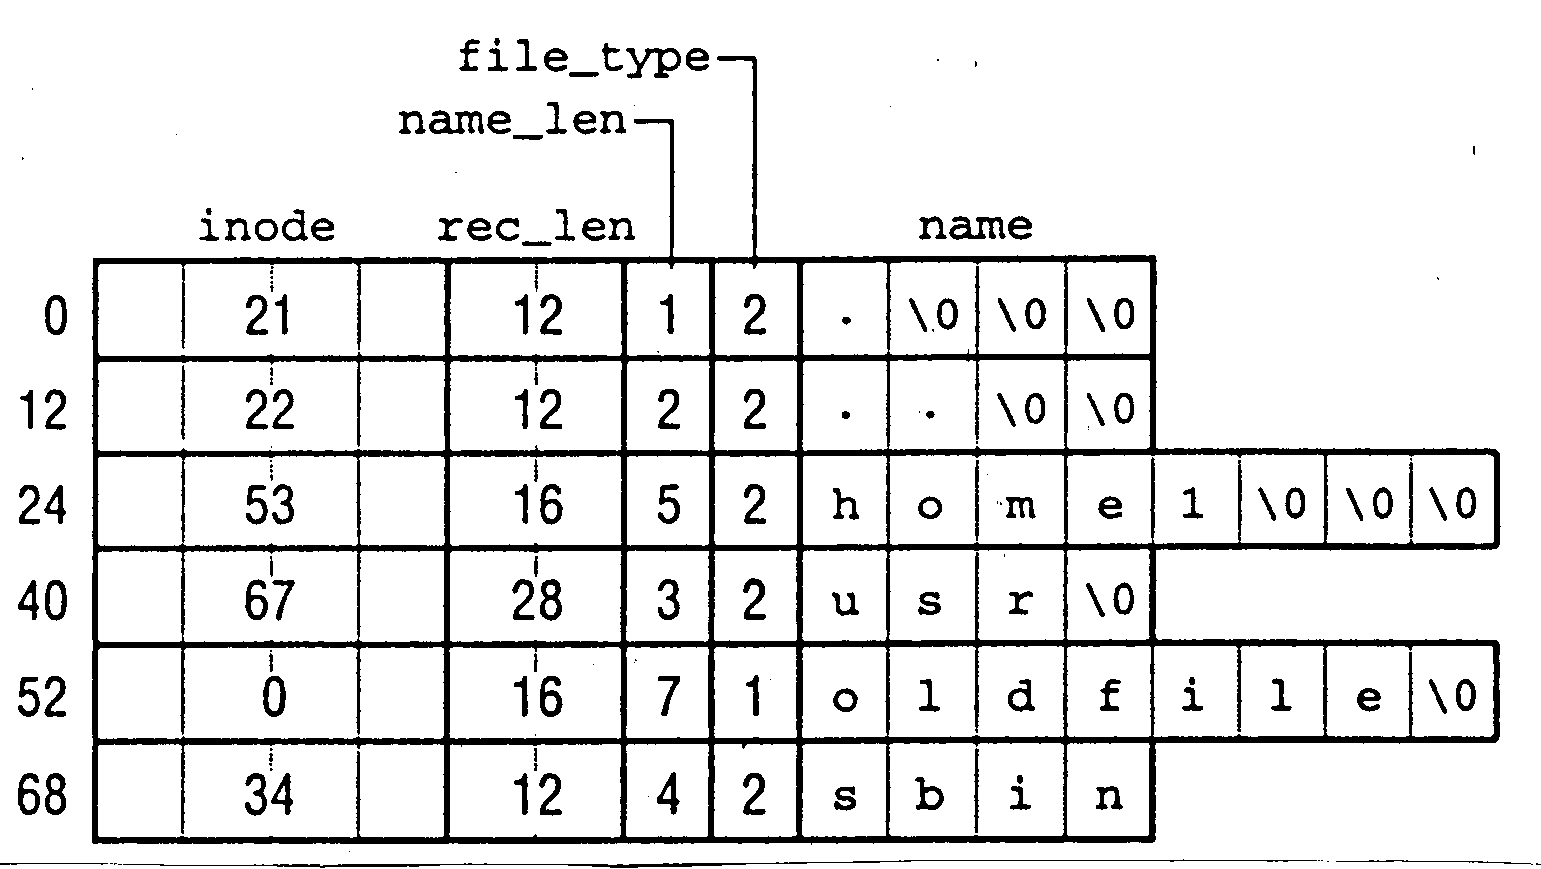 file_type
name_len
inode rec_len name
0 21 12 1 2 . \0 \0 \0
12 22 12 2 2 . . \0 \0
24 53 16 5 2 h o m e 1 \0 \0 \0
40 67 28 3 2 u s r \0
52 0 16 7 1 o l d f i l e \0
68 34 12 4 2 s b i n